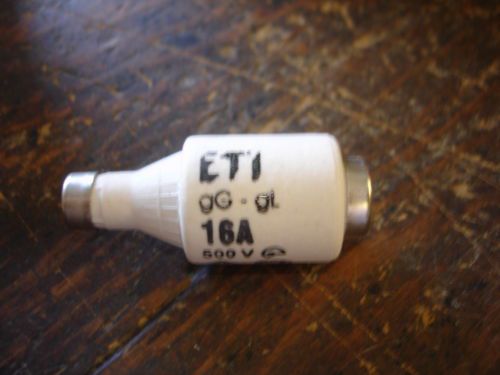 ETI
gG - gL
16A
500 V